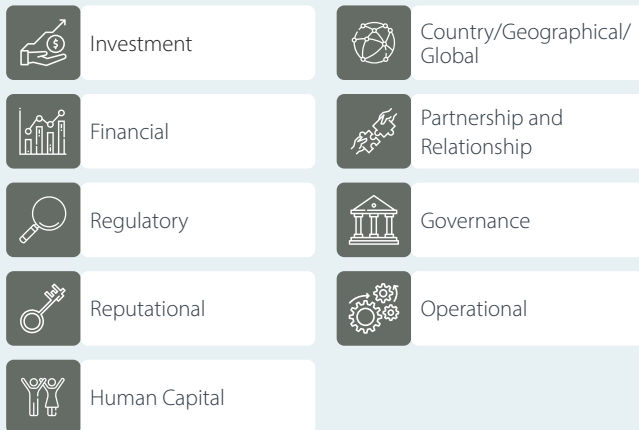 Investment
Financial
Regulatory
Reputational
Human Capital
Country/Geographical/
Global
Partnership and
Relationship
Governance
Operational